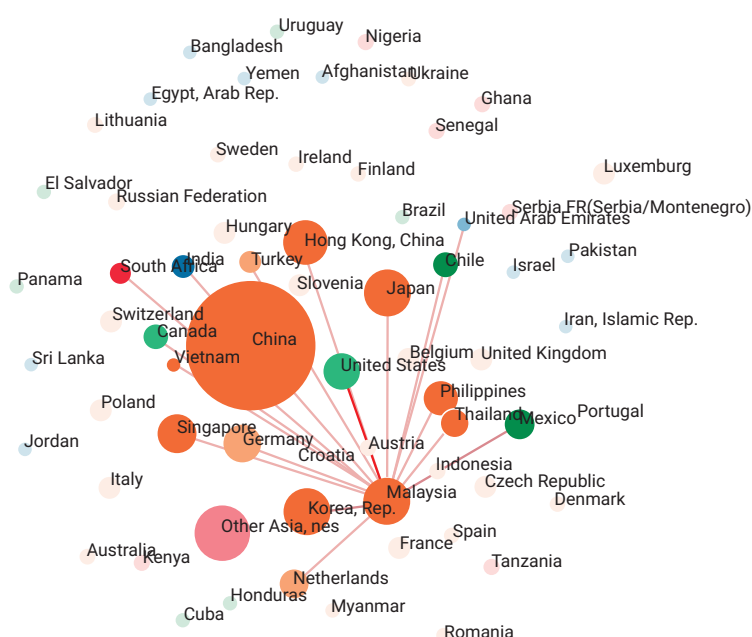 Uruguay
Nigeria
Bangladesh
Yemen
Afghanistan
Ukraine
Egypt, Arab Rep.
Ghana
Lithuania
Senegal
Sweden
Ireland
Finland
Luxemburg
El Salvador
Russian Federation
Brazil
Serbia,FR(Serbia/Montenegro)
United Arab Emirates
Hungary
Hong Kong, China
Pakistan
India
Turkey
Chile
South Africa
Israel
Panama
Slovenia
Japan
Switzerland
Iran, Islamic Rep.
Canada
China
Belgium
United Kingdom
Sri Lanka
Vietnam
United States
Philippines
Poland
Portugal
Thailand
Mexico
Singapore
Germany
Austria
Jordan
Croatia
Indonesia
Italy
Czech Republic
Malaysia
Denmark
Korea, Rep.
Other Asia, nes
Spain
France
Australia
Kenya
Tanzania
Netherlands
Honduras
Myanmar
Cuba
Romania